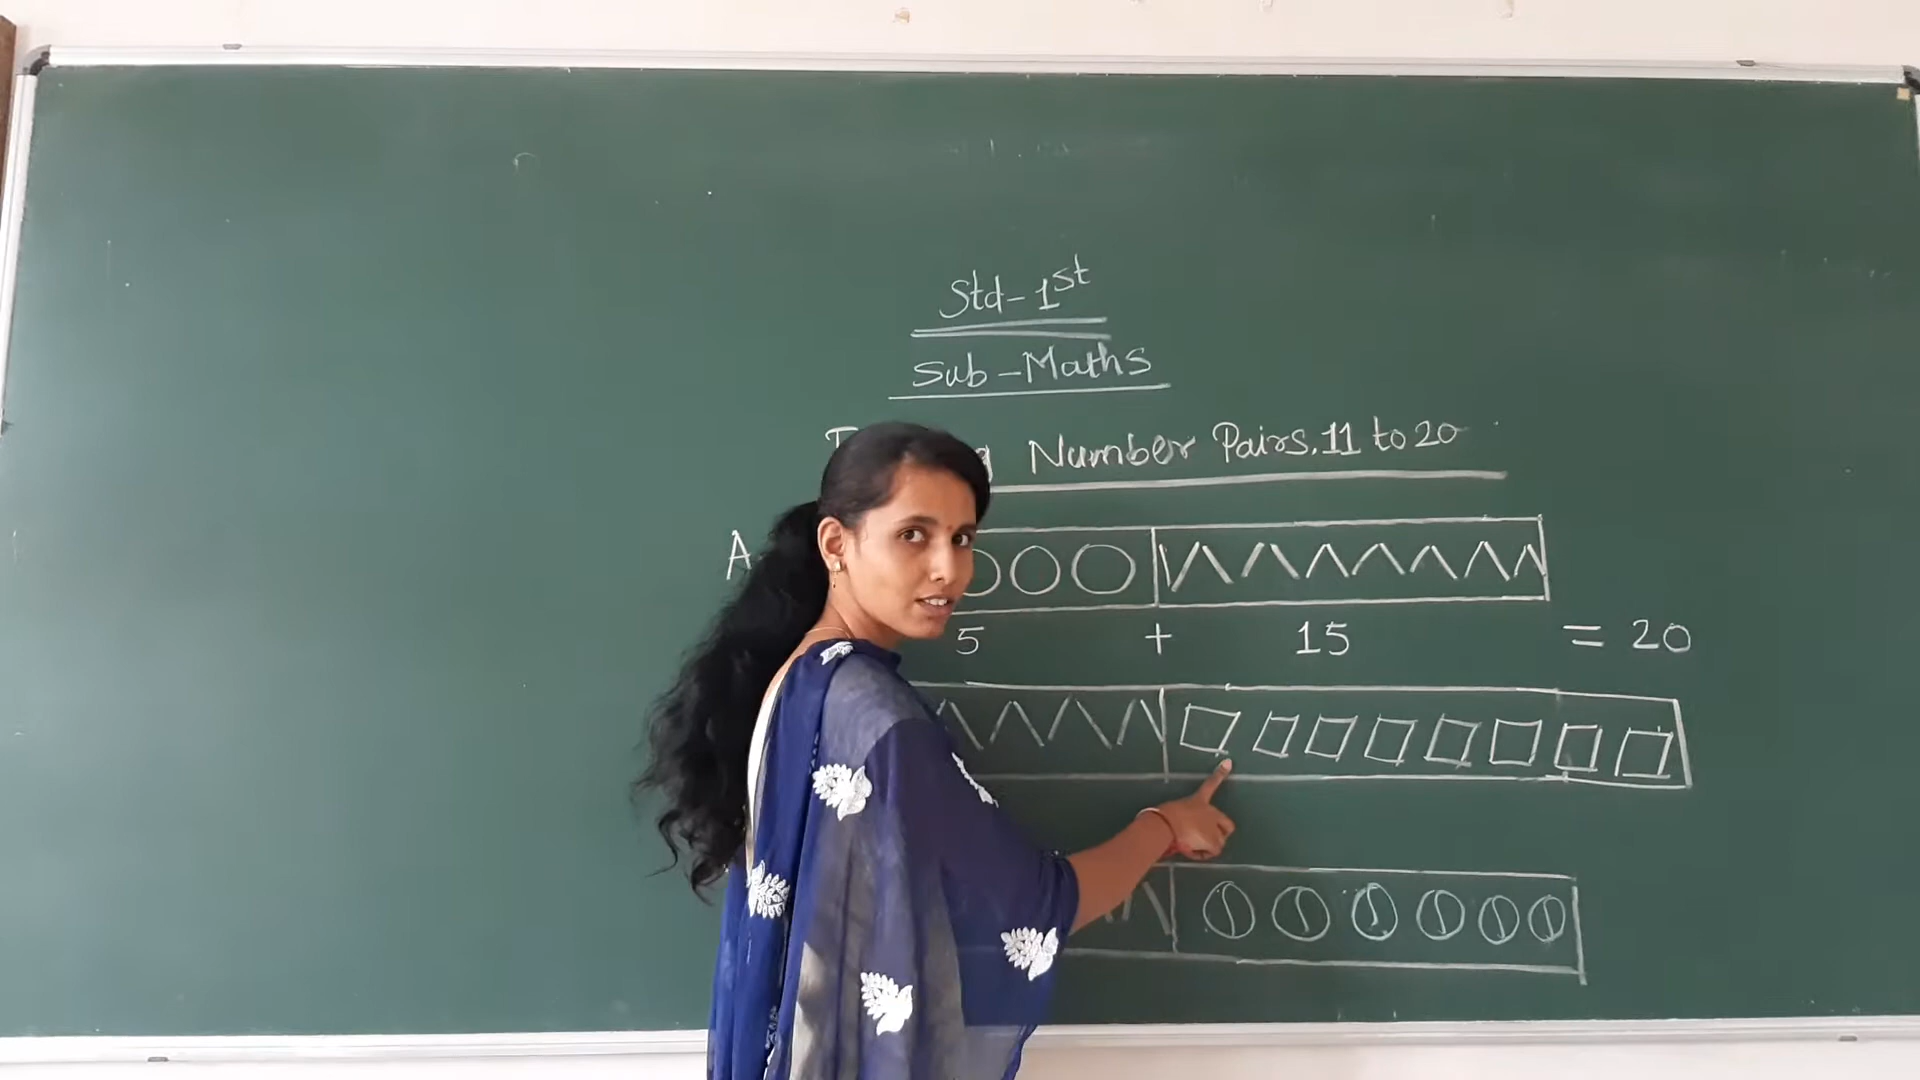 Std-1st
Sub-Maths
Number Pairs. 11 to 20
A
5 + 15 = 20